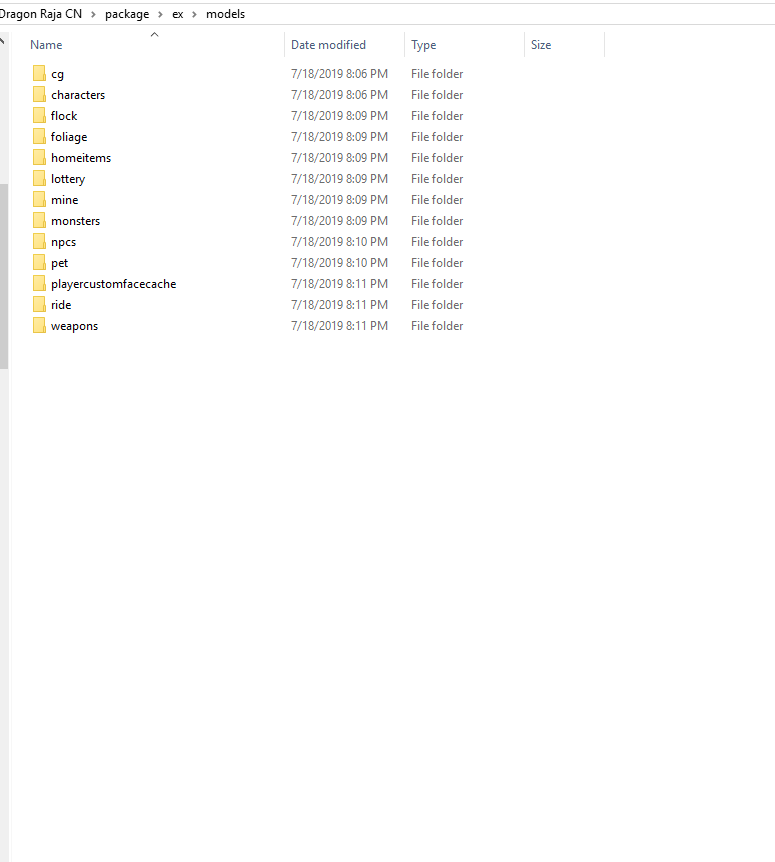 Dragon Raja CN > package > ex > models
Name Date modified Type Size
cg 7/18/2019 8:06 PM File folder
characters 7/18/2019 8:06 PM File folder
flock 7/18/2019 8:09 PM File folder
foliage 7/18/2019 8:09 PM File folder
homeitems 7/18/2019 8:09 PM File folder
lottery 7/18/2019 8:09 PM File folder
mine 7/18/2019 8:09 PM File folder
monsters 7/18/2019 8:09 PM File folder
npcs 7/18/2019 8:10 PM File folder
pet 7/18/2019 8:10 PM File folder
playercustomfacecache 7/18/2019 8:11 PM File folder
ride 7/18/2019 8:11 PM File folder
weapons 7/18/2019 8:11 PM File folder